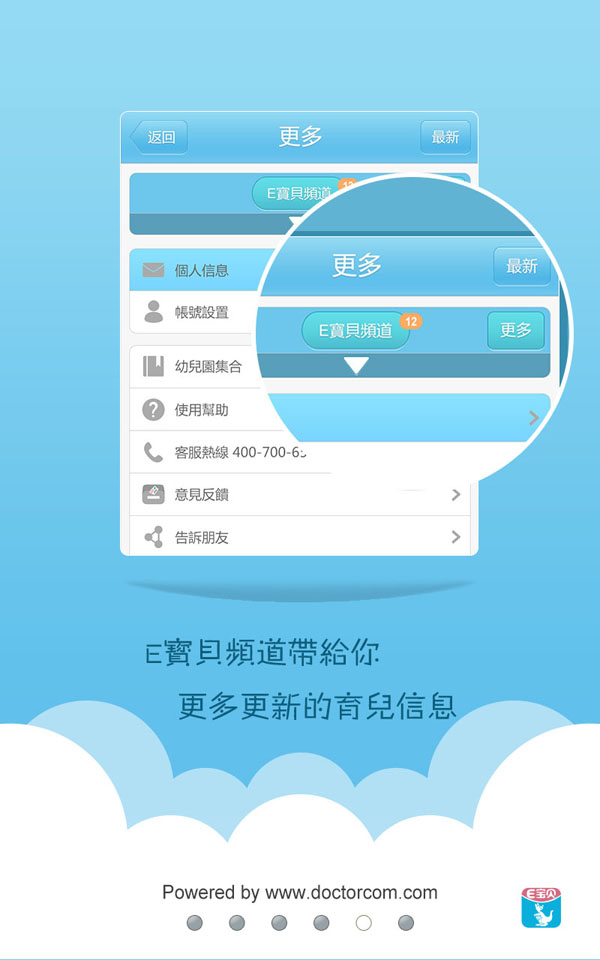 返回
更多
最新
E寶貝頻道
12
更多
最新
E寶貝頻道
12
更多
個人信息
帳號設置
幼兒園集合
使用幫助
客服熱線 400-700-6
意見反饋
告訴朋友
E寶貝頻道帶給你
更多更新的育兒信息
Powered by www.doctorcom.com
E宝贝